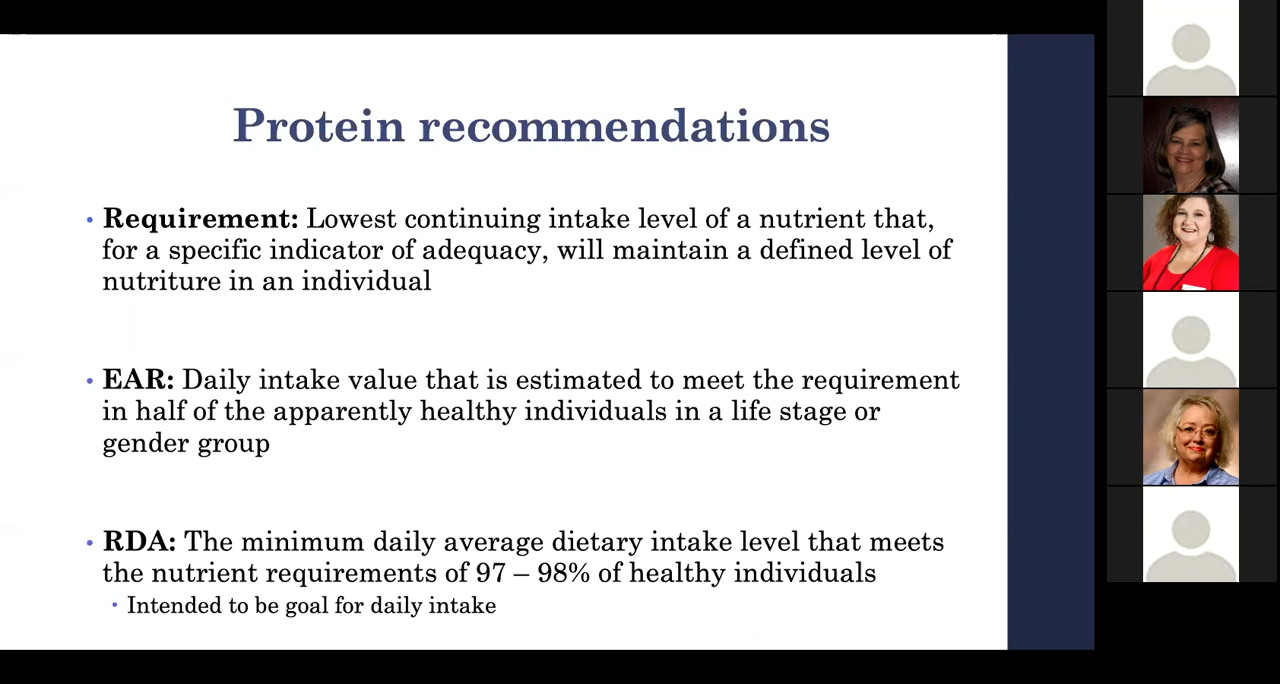 Protein recommendations
• Requirement: Lowest continuing intake level of a nutrient that,
for a specific indicator of adequacy, will maintain a defined level of
nutriture in an individual
• EAR: Daily intake value that is estimated to meet the requirement
in half of the apparently healthy individuals in a life stage or
gender group
• RDA: The minimum daily average dietary intake level that meets
the nutrient requirements of 97 – 98% of healthy individuals
• Intended to be goal for daily intake